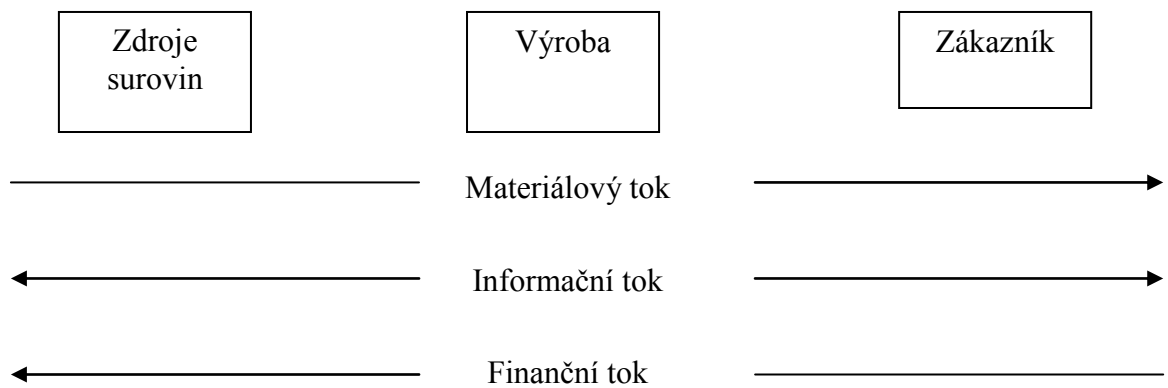 Zdroje
surovin
Výroba
Zákazník
Materiálový tok
Informační tok
Finanční tok